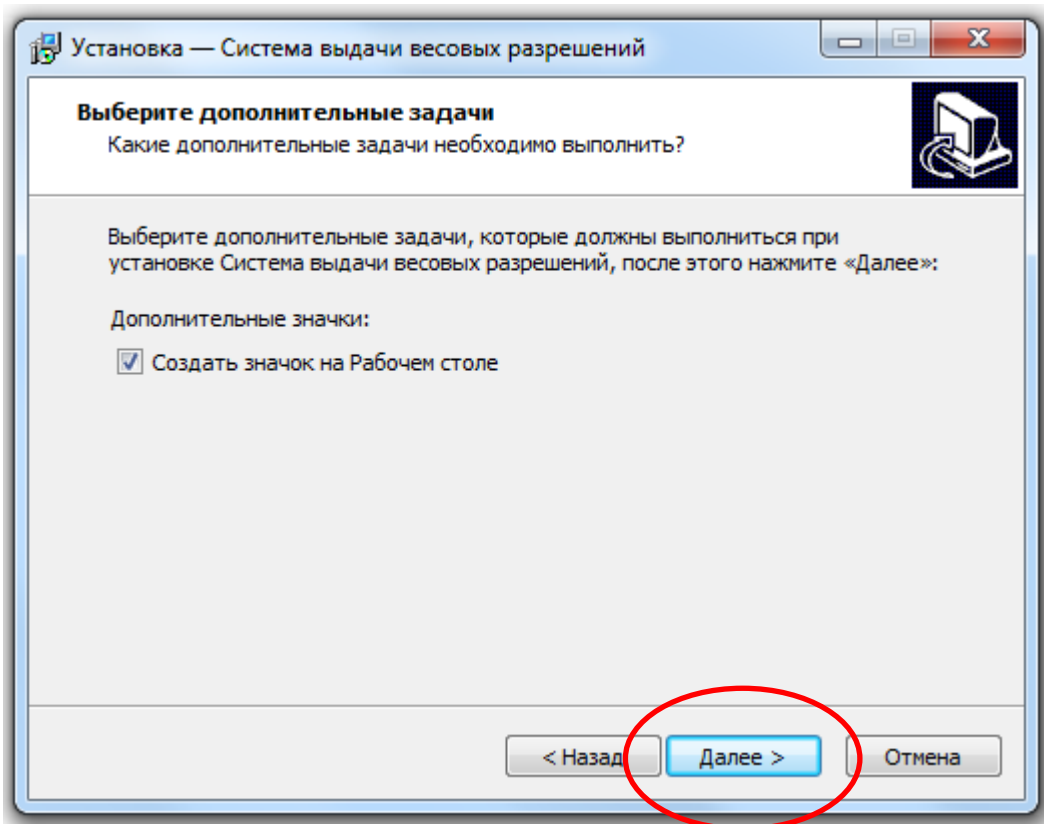 Установка — Система выдачи весовых разрешений
Выберите дополнительные задачи
Какие дополнительные задачи необходимо выполнить?
Выберите дополнительные задачи, которые должны выполниться при
установке Система выдачи весовых разрешений, после этого нажмите «Далее»:
Дополнительные значки:
Создать значок на Рабочем столе
< Назад Далее > Отмена